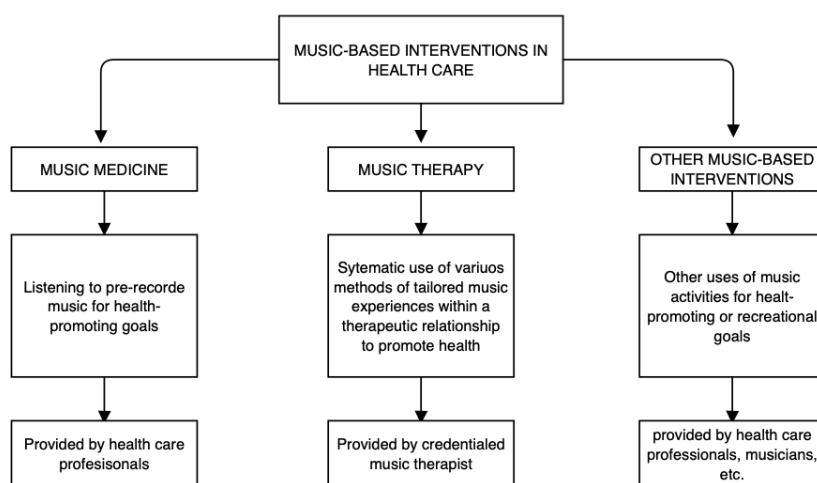 MUSIC-BASED INTERVENTIONS IN
HEALTH CARE
MUSIC MEDICINE
MUSIC THERAPY
OTHER MUSIC-BASED
INTERVENTIONS
Listening to pre-recorde
music for health-
promoting goals
Sytematic use of variuos
methods of tailored music
experiences within a
therapeutic relationship
to promote health
Other uses of music
activities for healt-
promoting or recreational
goals
Provided by health care
profesisonals
Provided by credentialed
music therapist
provided by health care
professionals, musicians,
etc.